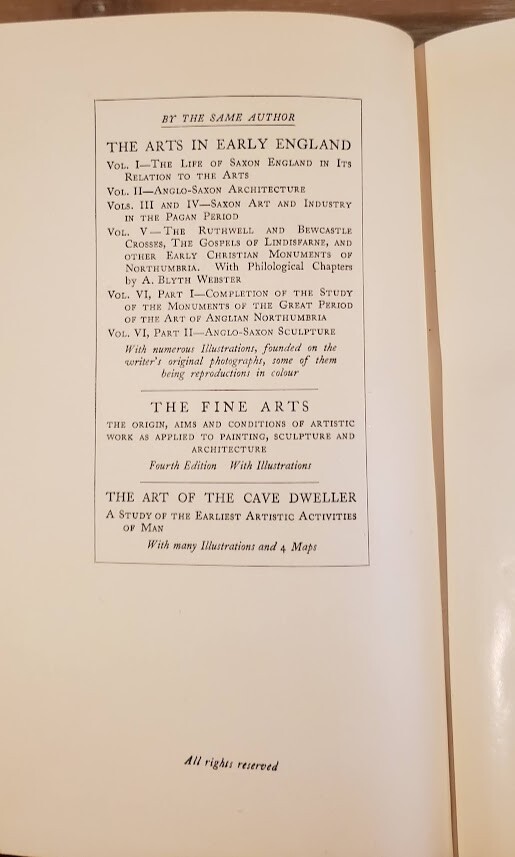 BY THE SAME AUTHOR
THE ARTS IN EARLY ENGLAND
VOL. I—THE LIFE OF SAXON ENGLAND IN ITS
RELATION TO THE ARTS
VOL. II—ANGLO-SAXON ARCHITECTURE
VOLS. III AND IV—SAXON ART AND INDUSTRY
IN THE PAGAN PERIOD
VOL. V—THE RUTHWELL AND BEWCASTLE
CROSSES, THE GOSPELS OF LINDISFARNE, AND
OTHER EARLY CHRISTIAN MONUMENTS OF
NORTHUMBRIA. With Philological Chapters
by A. BLYTH WEBSTER
VOL. VI, PART I—COMPLETION OF THE STUDY
OF THE MONUMENTS OF THE GREAT PERIOD
OF THE ART OF ANGLIAN NORTHUMBRIA
VOL. VI, PART II—ANGLO-SAXON SCULPTURE
With numerous Illustrations, founded on the
writer's original photographs, some of them
being reproductions in colour
THE FINE ARTS
THE ORIGIN, AIMS AND CONDITIONS OF ARTISTIC
WORK AS APPLIED TO PAINTING, SCULPTURE AND
ARCHITECTURE
Fourth Edition With Illustrations
THE ART OF THE CAVE DWELLER
A STUDY OF THE EARLIEST ARTISTIC ACTIVITIES
OF MAN
With many Illustrations and 4 Maps
All rights reserved